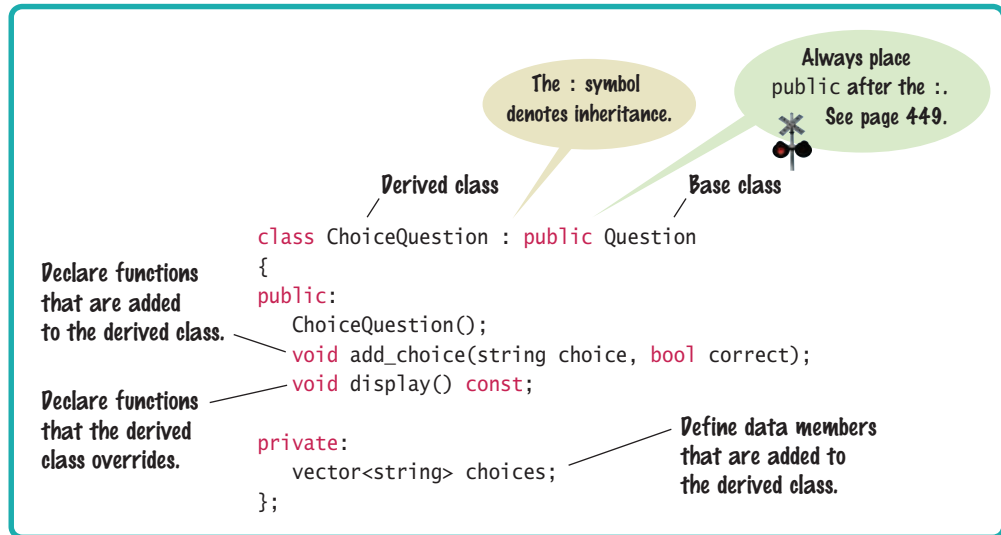 The : symbol
denotes inheritance.
Always place
public after the :.
See page 449.
Derived class
Base class
class ChoiceQuestion : public Question
{
public:
ChoiceQuestion();
void add_choice(string choice, bool correct);
void display() const;
private:
vector<string> choices;
};
Declare functions
that are added
to the derived class.
Declare functions
that the derived
class overrides.
Define data members
that are added to
the derived class.